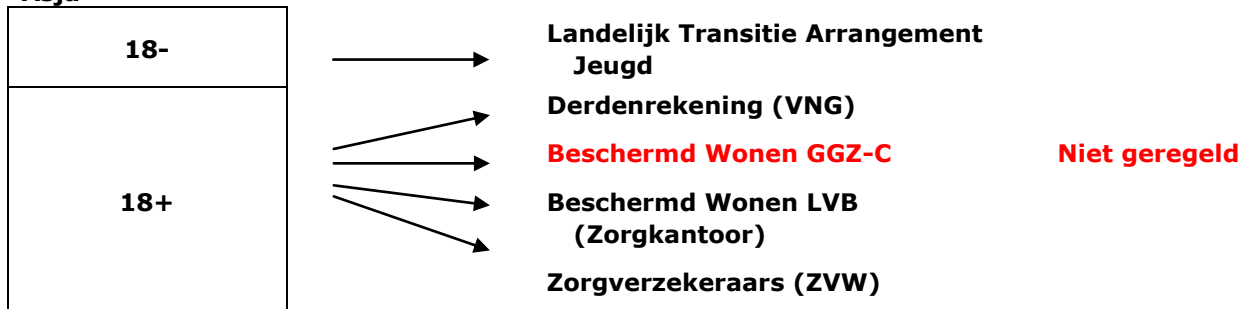 18-
Landelijk Transitie Arrangement
Jeugd
Derdenrekening (VNG)
Beschermd Wonen GGZ-C Niet geregeld
18+
Beschermd Wonen LVB
(Zorgkantoor)
Zorgverzekeraars (ZVW)